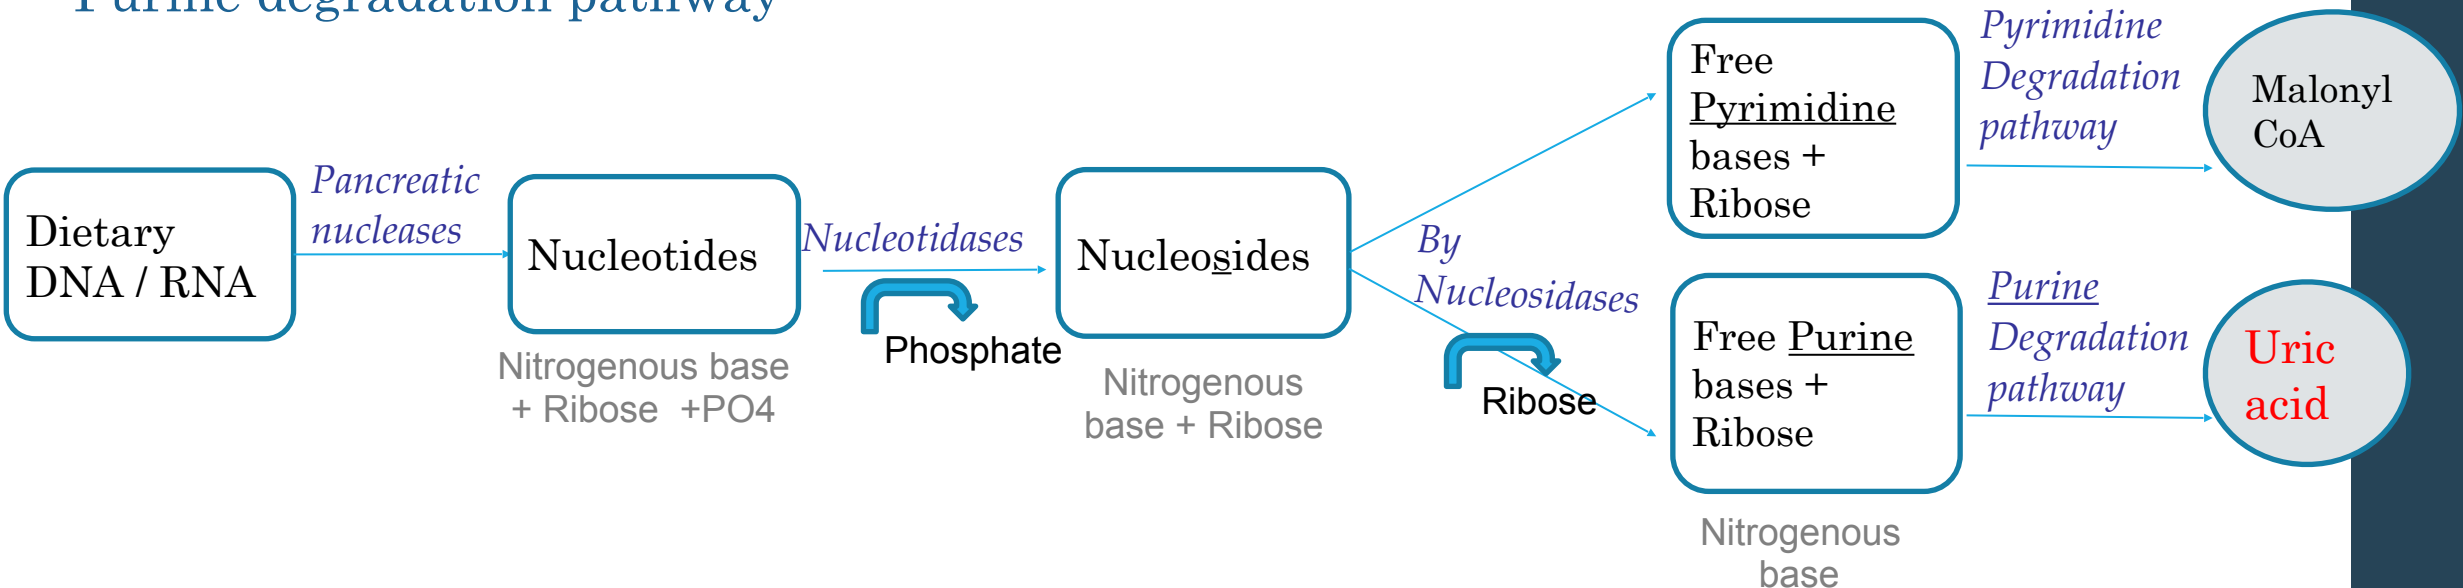 Purine degradation pathway
Dietary
DNA / RNA
Pancreatic
nucleases
Nucleotides
Nitrogenous base
+ Ribose +PO4
Nucleotidases
Phosphate
Nucleosides
Nitrogenous
base + Ribose
By
Nucleosidases
Ribose
Free
Pyrimidine
bases +
Ribose
Pyrimidine
Degradation
pathway
Malonyl
CoA
Free Purine
bases +
Ribose
Nitrogenous
base
Purine
Degradation
pathway
Uric
acid